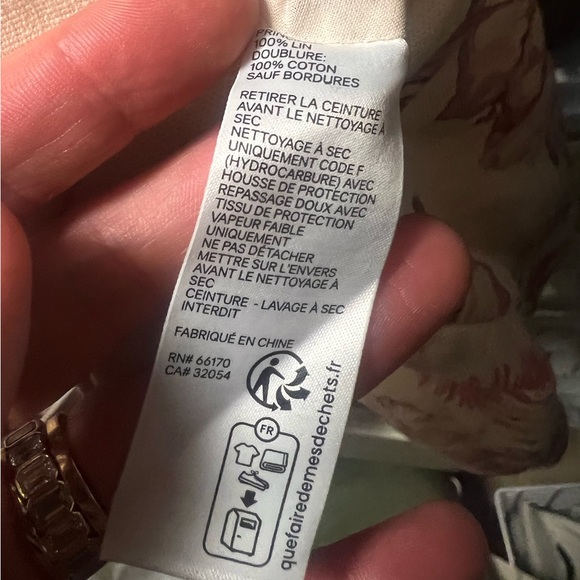 100% LIN
DOUBLURE:
100% COTON
SAUF BORDURES
RETIRER LA CEINTURE
AVANT LE NETTOYAGE À
SEC
NETTOYAGE À SEC
UNIQUEMENT CODE F
(HYDROCARBURE) AVEC
HOUSSE DE PROTECTION
REPASSAGE DOUX AVEC
TISSU DE PROTECTION
VAPEUR FAIBLE
UNIQUEMENT
NE PAS DÉTACHER
METTRE SUR L'ENVERS
AVANT LE NETTOYAGE À
SEC
CEINTURE - LAVAGE À SEC
INTERDIT
FABRIQUÉ EN CHINE
RN# 66170
CA# 32054
FR
quefairedemesdechets.fr